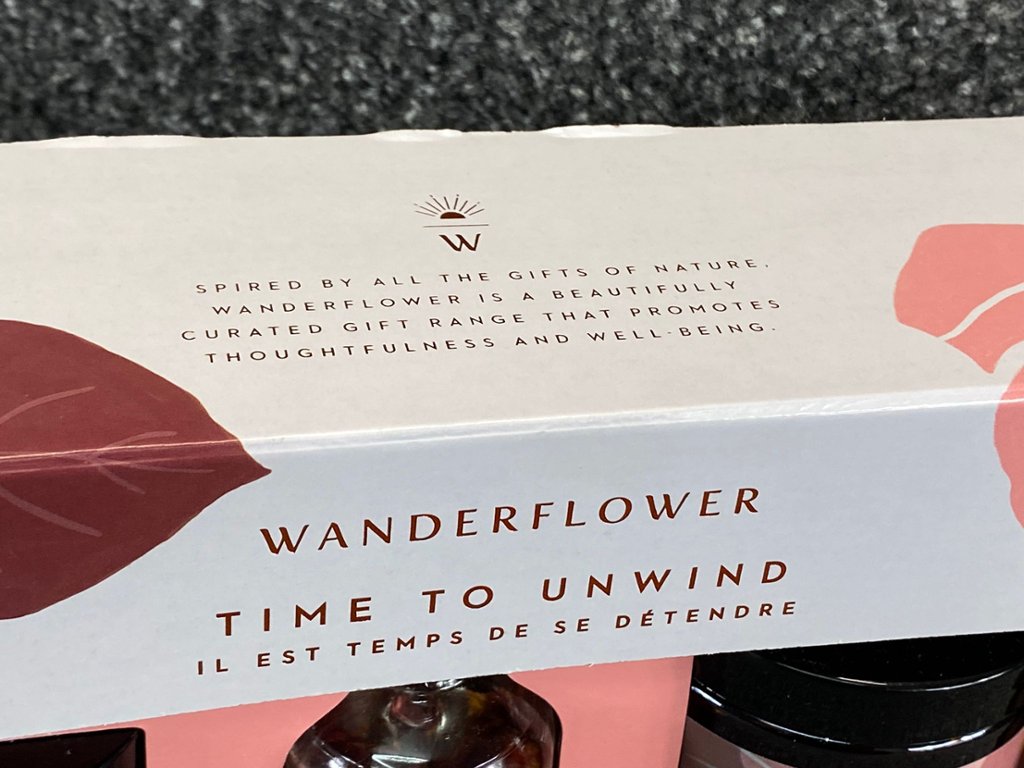 W
SPIRED BY ALL THE GIFTS OF NATURE,
WANDERFLOWER IS A BEAUTIFULLY
CURATED GIFT RANGE THAT PROMOTES
THOUGHTFULNESS AND WELL-BEING.
WANDERFLOWER
TIME TO UNWIND
IL EST TEMPS DE SE DÉTENDRE